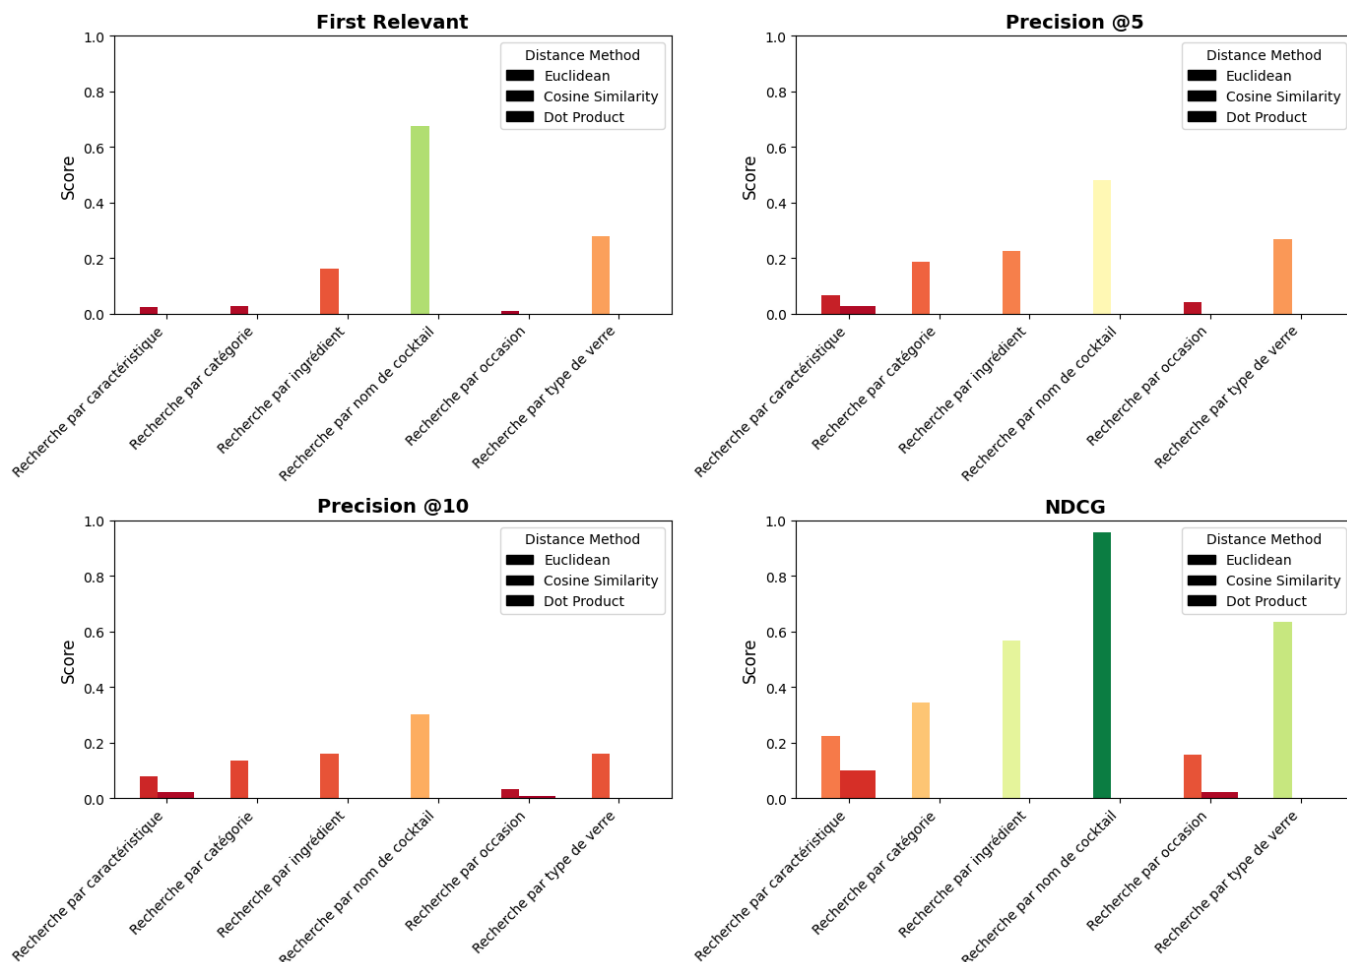 First Relevant
1.0
0.8
0.6
0.4
0.2
0.0
Score
Distance Method
Euclidean
Cosine Similarity
Dot Product
Recherche par caractéristique
Recherche par catégorie
Recherche par ingrédient
Recherche par nom de cocktail
Recherche par occasion
Recherche par type de verre
Precision @5
1.0
0.8
0.6
0.4
0.2
0.0
Score
Distance Method
Euclidean
Cosine Similarity
Dot Product
Recherche par caractéristique
Recherche par catégorie
Recherche par ingrédient
Recherche par nom de cocktail
Recherche par occasion
Recherche par type de verre
Precision @10
1.0
0.8
0.6
0.4
0.2
0.0
Score
Distance Method
Euclidean
Cosine Similarity
Dot Product
Recherche par caractéristique
Recherche par catégorie
Recherche par ingrédient
Recherche par nom de cocktail
Recherche par occasion
Recherche par type de verre
NDCG
1.0
0.8
0.6
0.4
0.2
0.0
Score
Distance Method
Euclidean
Cosine Similarity
Dot Product
Recherche par caractéristique
Recherche par catégorie
Recherche par ingrédient
Recherche par nom de cocktail
Recherche par occasion
Recherche par type de verre